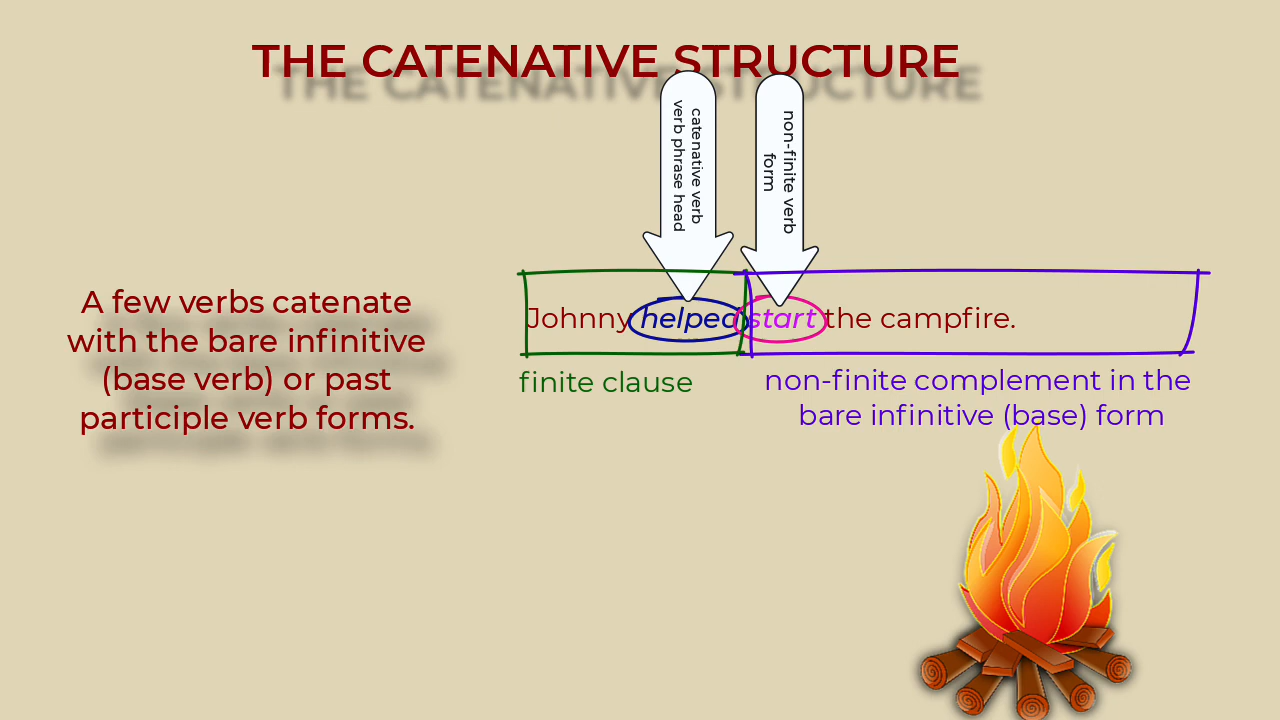 THE CATENATIVE STRUCTURE
catenative verb
verb phrase head
non-finite verb
form
A few verbs catenate
with the bare infinitive
(base verb) or past
participle verb forms.
Johnny helped start the campfire.
finite clause
non-finite complement in the
bare infinitive (base) form